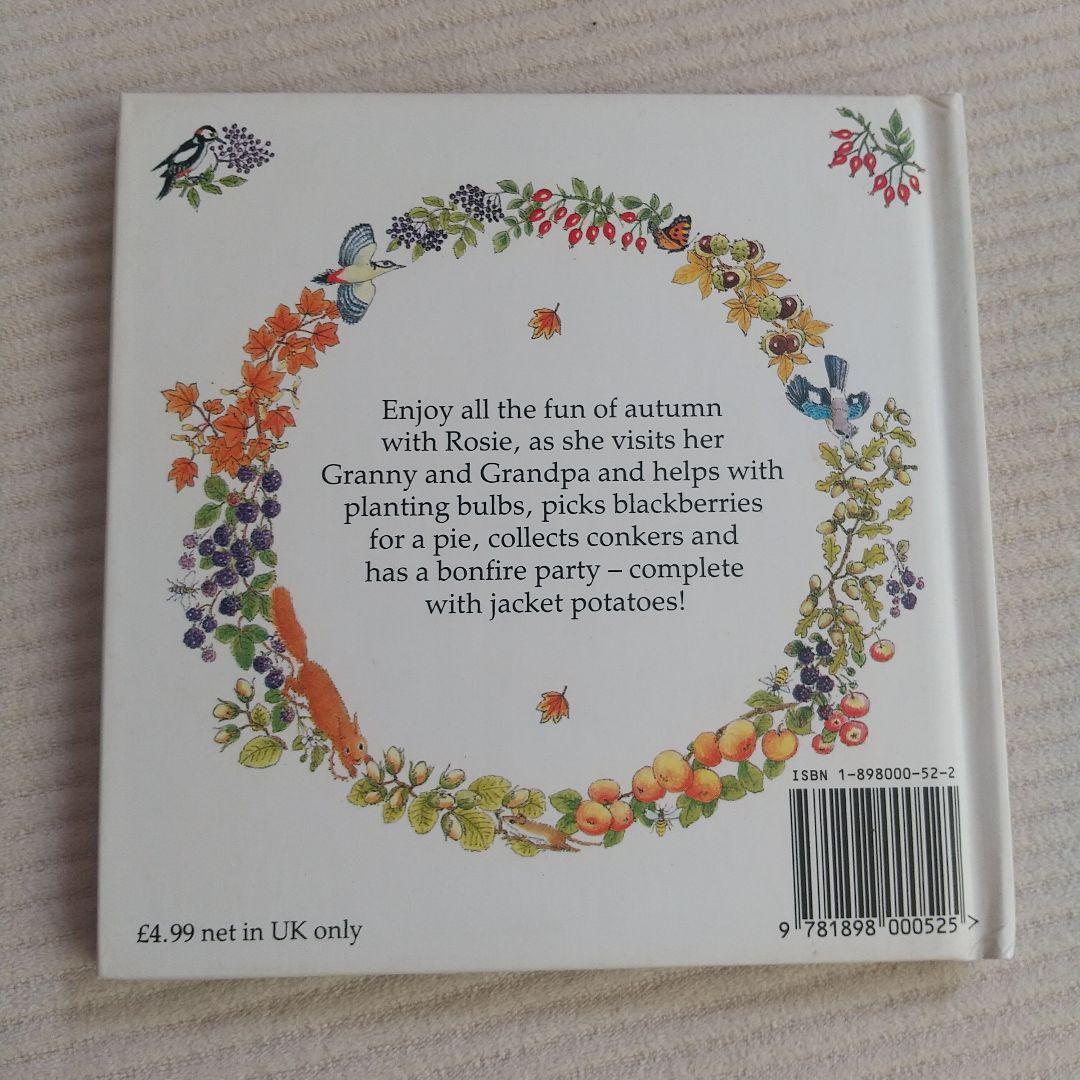 Enjoy all the fun of autumn
with Rosie, as she visits her
Granny and Grandpa and helps with
planting bulbs, picks blackberries
for a pie, collects conkers and
has a bonfire party – complete
with jacket potatoes!
ISBN 1-898000-52-2
9 781898 000525 >
£4.99 net in UK only